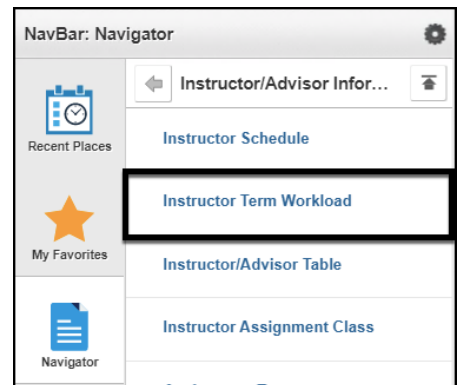 NavBar: Navigator
Instructor/Advisor Infor...
Recent Places
Instructor Schedule
Instructor Term Workload
My Favorites
Instructor/Advisor Table
Instructor Assignment Class
Navigator